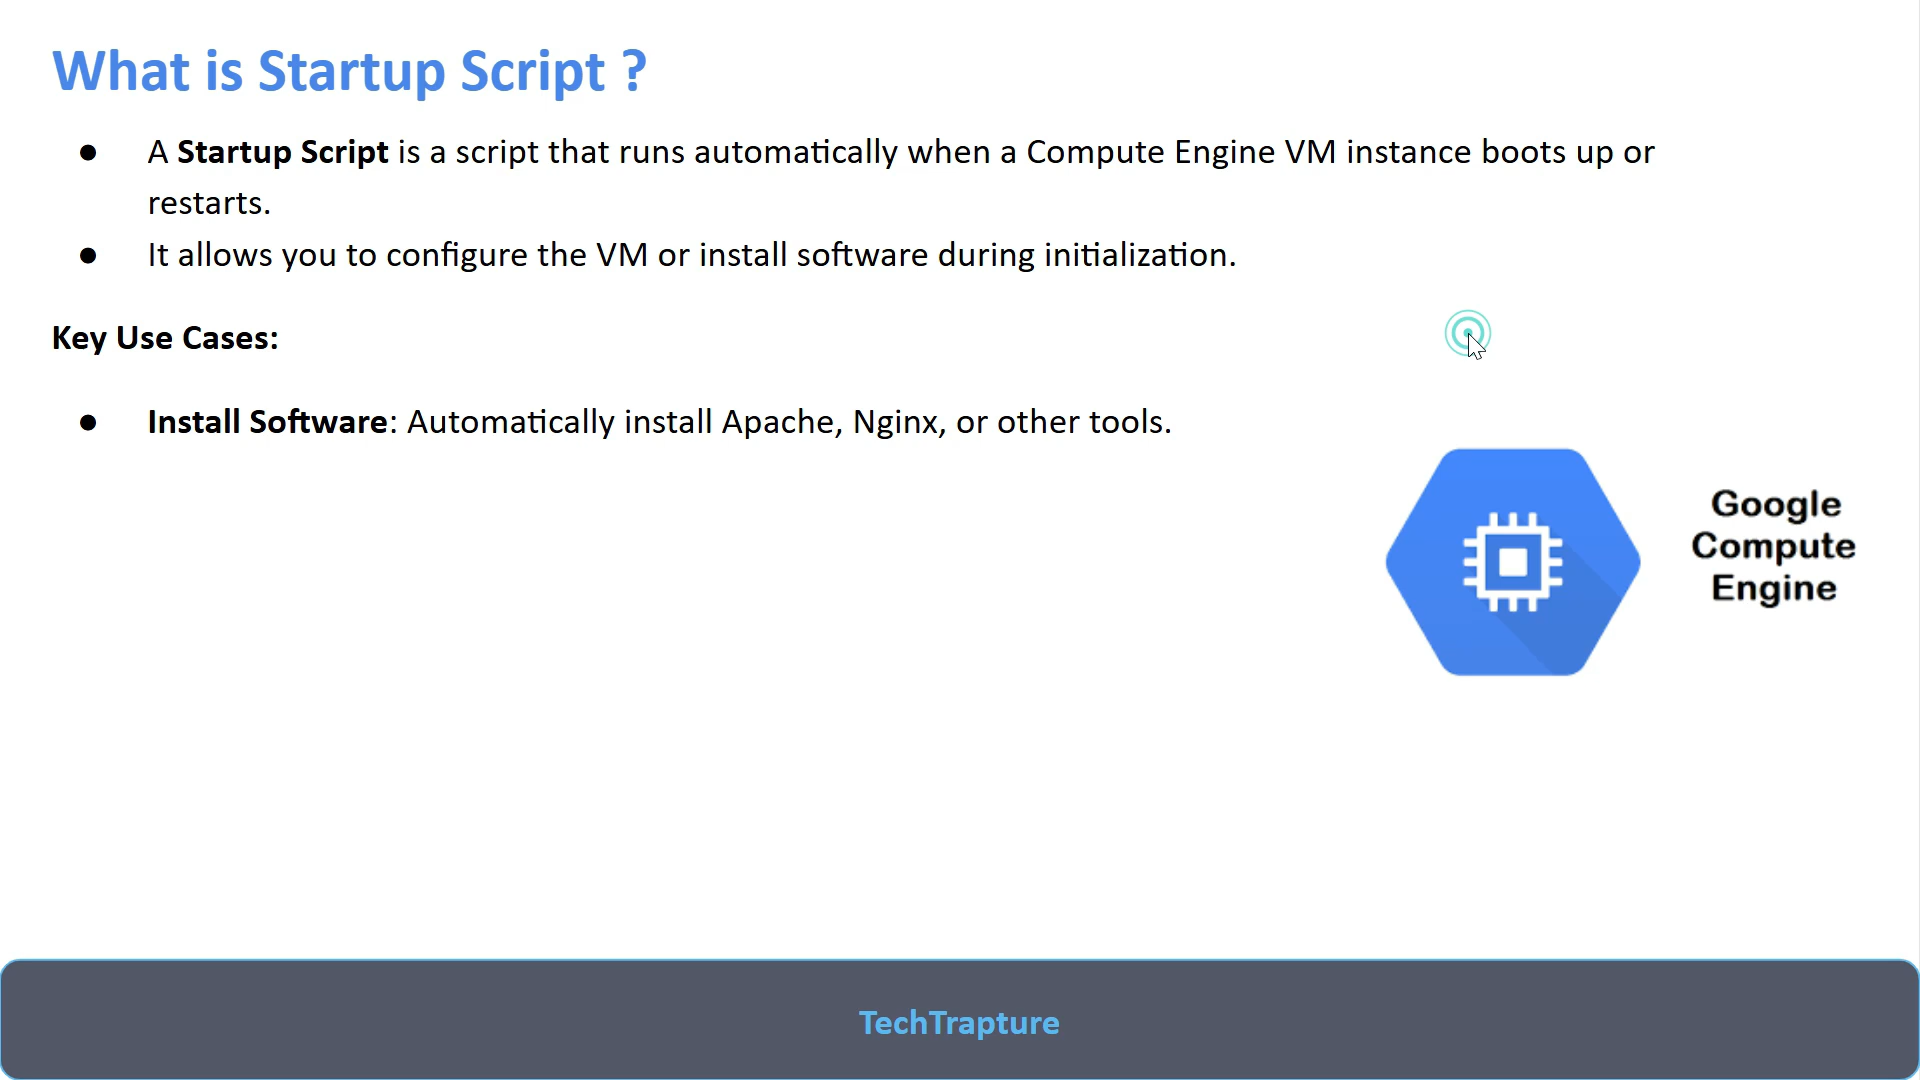 What is Startup Script ?
● A Startup Script is a script that runs automatically when a Compute Engine VM instance boots up or
restarts.
● It allows you to configure the VM or install software during initialization.
Key Use Cases:
● Install Software: Automatically install Apache, Nginx, or other tools.
Google
Compute
Engine
TechTrapture